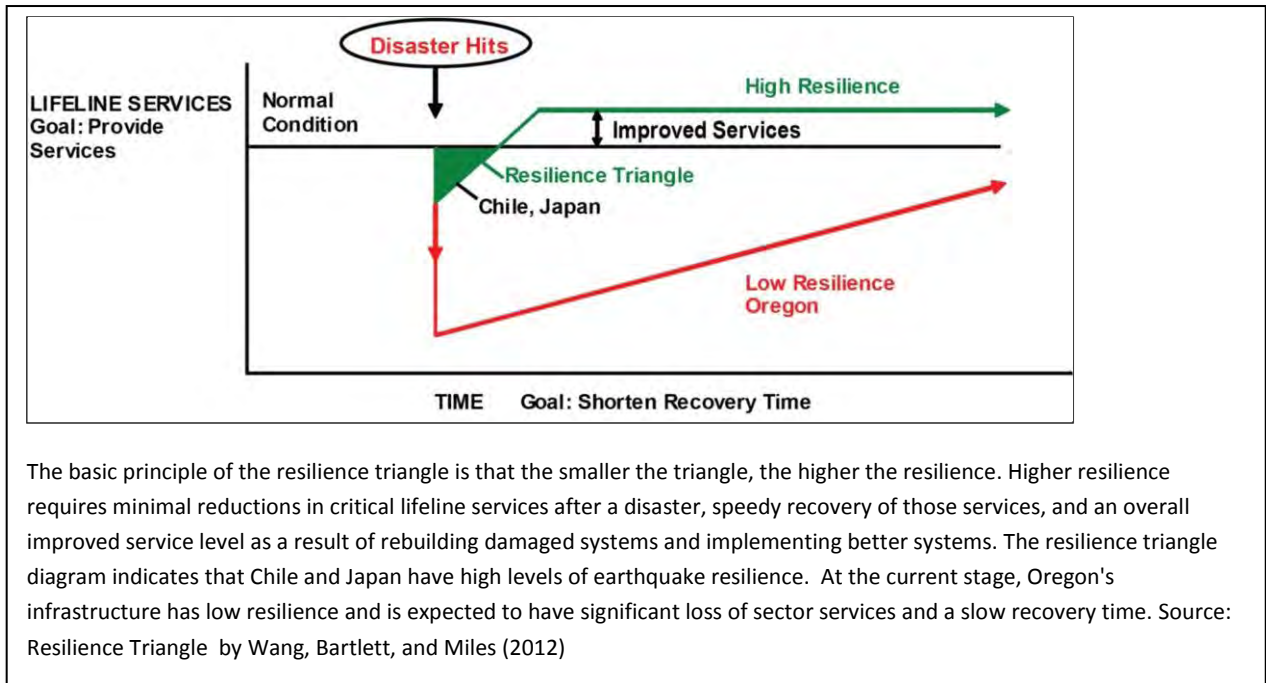 Disaster Hits
LIFELINE SERVICES
Goal: Provide
Services
Normal
Condition
High Resilience
Improved Services
Resilience Triangle
Chile, Japan
Low Resilience
Oregon
TIME Goal: Shorten Recovery Time
The basic principle of the resilience triangle is that the smaller the triangle, the higher the resilience. Higher resilience
requires minimal reductions in critical lifeline services after a disaster, speedy recovery of those services, and an overall
improved service level as a result of rebuilding damaged systems and implementing better systems. The resilience triangle
diagram indicates that Chile and Japan have high levels of earthquake resilience.  At the current stage, Oregon's
infrastructure has low resilience and is expected to have significant loss of sector services and a slow recovery time. Source:
Resilience Triangle  by Wang, Bartlett, and Miles (2012)